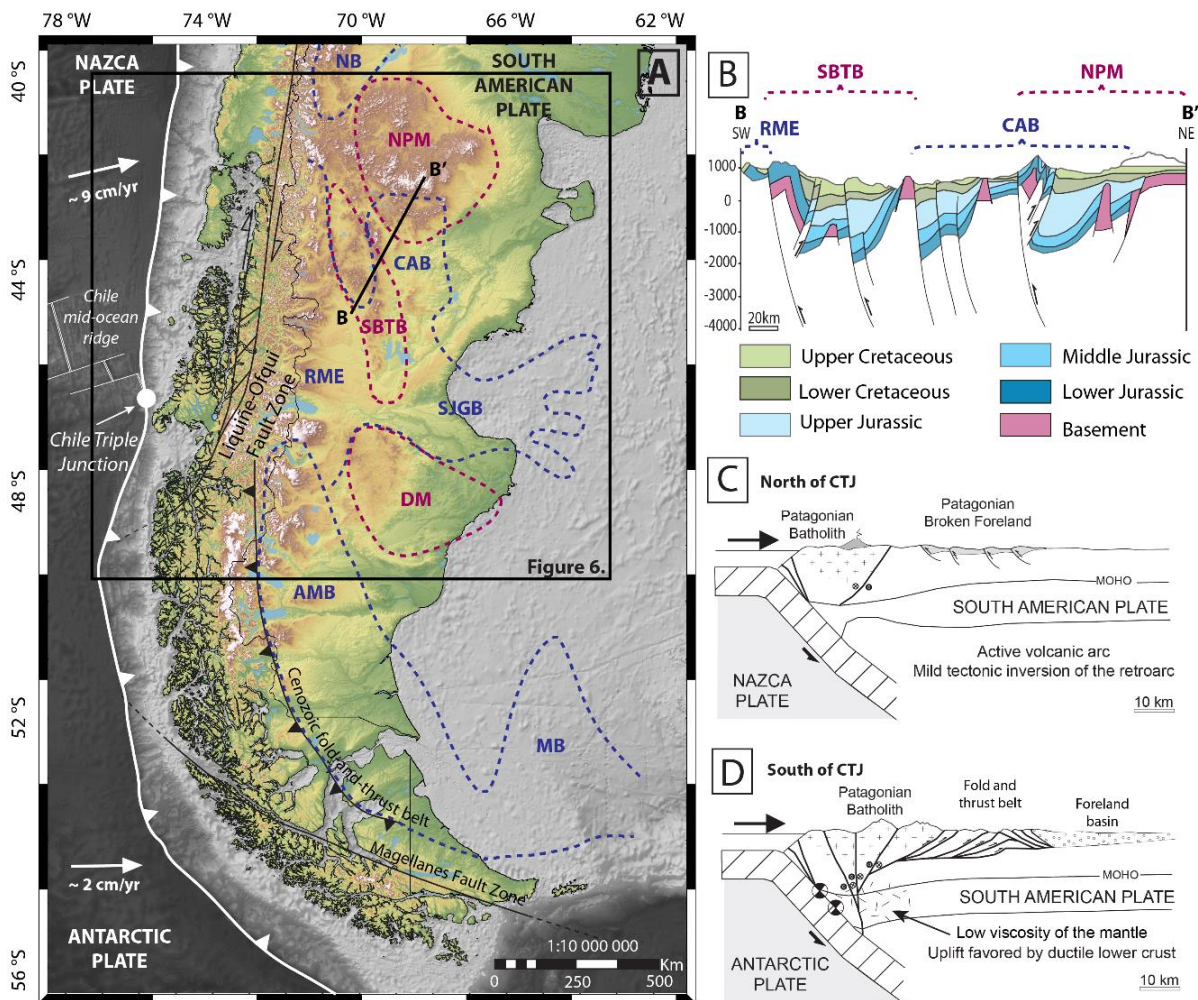 78 °W
74 °W
70 °W
66 °W
62 °W
40 °S
44 °S
48 °S
52 °S
56 °S
NAZCA
PLATE
NB
SOUTH
AMERICAN
PLATE
A
NPM
B'
~ 9 cm/yr
CAB
B
SBTB
Chile
mid-ocean
ridge
RME
Liquiñe-Ofqui
Fault Zone
SJGB
Chile Triple
Junction
DM
Figure 6.
AMB
Cenozoic fold-and-thrust belt
MB
Magellanes Fault Zone
~ 2 cm/yr
ANTARCTIC
PLATE
1:10 000 000
Km
0 250 500
B
SBTB
NPM
B
SW
RME
CAB
B'
NE
1000
0
-1000
-2000
-3000
-4000
20km
Upper Cretaceous
Lower Cretaceous
Upper Jurassic
Middle Jurassic
Lower Jurassic
Basement
C
North of CTJ
Patagonian
Batholith
Patagonian
Broken Foreland
MOHO
SOUTH AMERICAN PLATE
Active volcanic arc
Mild tectonic inversion of the retroarc
NAZCA
PLATE
10 km
D
South of CTJ
Patagonian
Batholith
Fold and
thrust belt
Foreland
basin
MOHO
SOUTH AMERICAN PLATE
Low viscosity of the mantle
Uplift favored by ductile lower crust
ANTARCTIC
PLATE
10 km